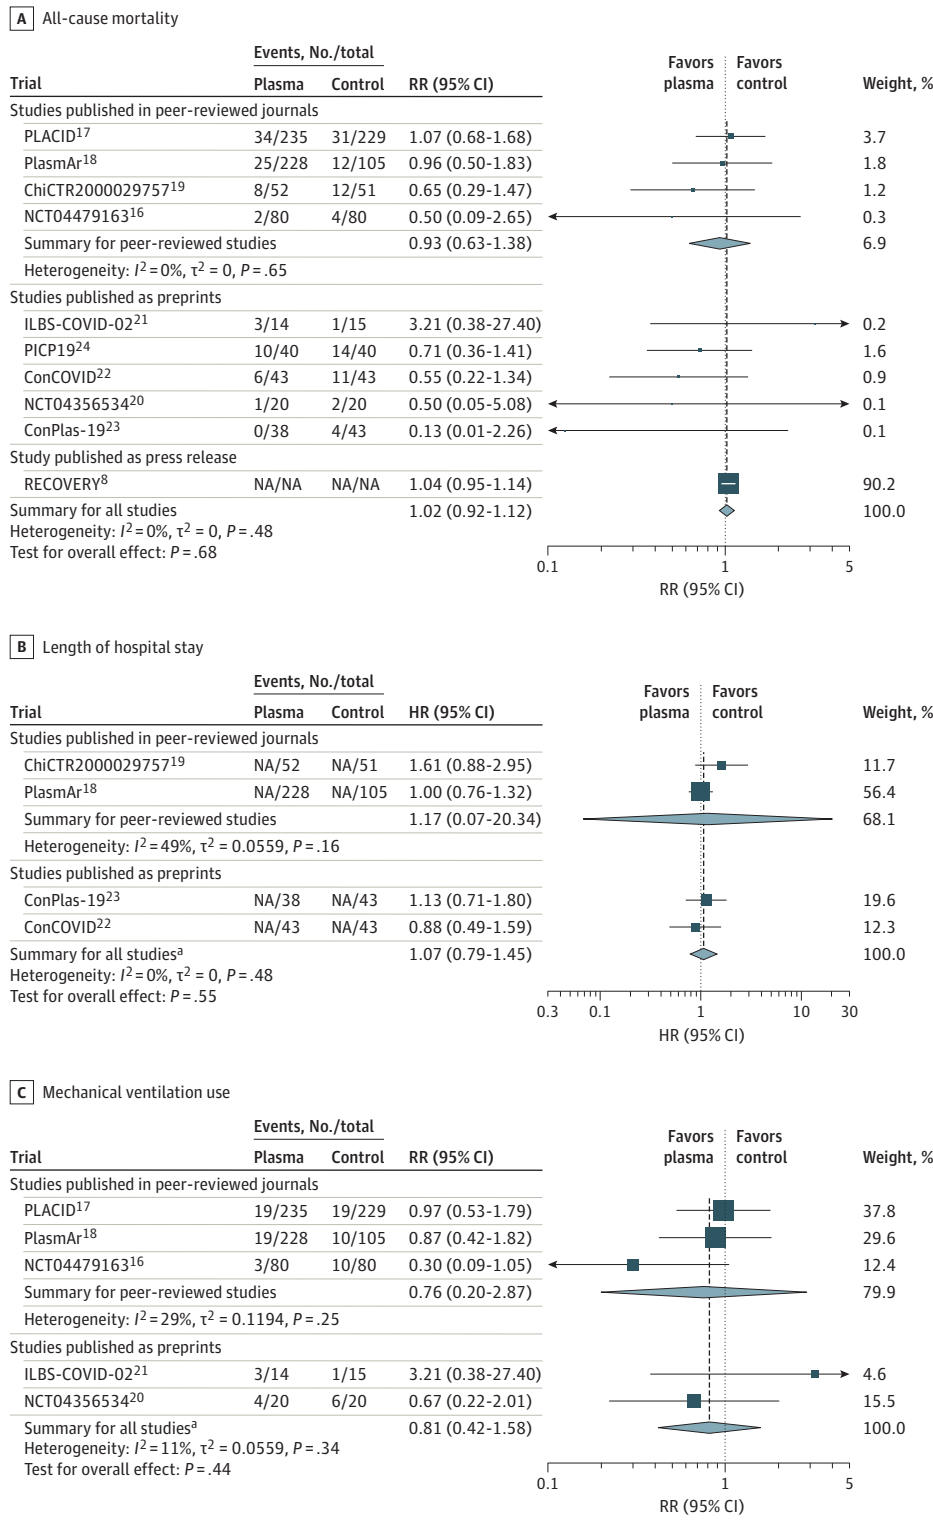 A All-cause mortality
Events, No./total
Trial Plasma Control RR (95% CI) Favors plasma Favors control Weight, %
Studies published in peer-reviewed journals
PLACID17 34/235 31/229 1.07 (0.68-1.68) 3.7
PlasmAr18 25/228 12/105 0.96 (0.50-1.83) 1.8
ChiCTR200002975719 8/52 12/51 0.65 (0.29-1.47) 1.2
NCT0447916316 2/80 4/80 0.50 (0.09-2.65) 0.3
Summary for peer-reviewed studies 0.93 (0.63-1.38) 6.9
Heterogeneity: I2 = 0%, τ2 = 0, P = .65
Studies published as preprints
ILBS-COVID-0221 3/14 1/15 3.21 (0.38-27.40) 0.2
PICP1924 10/40 14/40 0.71 (0.36-1.41) 1.6
ConCOVID22 6/43 11/43 0.55 (0.22-1.34) 0.9
NCT0435653420 1/20 2/20 0.50 (0.05-5.08) 0.1
ConPlas-1923 0/38 4/43 0.13 (0.01-2.26) 0.1
Study published as press release
RECOVERY8 NA/NA NA/NA 1.04 (0.95-1.14) 90.2
Summary for all studies 1.02 (0.92-1.12) 100.0
Heterogeneity: I2 = 0%, τ2 = 0, P = .48
Test for overall effect: P = .68
0.1 1 5
RR (95% CI)
B Length of hospital stay
Events, No./total
Trial Plasma Control HR (95% CI) Favors plasma Favors control Weight, %
Studies published in peer-reviewed journals
ChiCTR200002975719 NA/52 NA/51 1.61 (0.88-2.95) 11.7
PlasmAr18 NA/228 NA/105 1.00 (0.76-1.32) 56.4
Summary for peer-reviewed studies 1.17 (0.07-20.34) 68.1
Heterogeneity: I2 = 49%, τ2 = 0.0559, P = .16
Studies published as preprints
ConPlas-1923 NA/38 NA/43 1.13 (0.71-1.80) 19.6
ConCOVID22 NA/43 NA/43 0.88 (0.49-1.59) 12.3
Summary for all studiesa 1.07 (0.79-1.45) 100.0
Heterogeneity: I2 = 0%, τ2 = 0, P = .48
Test for overall effect: P = .55
0.3 0.1 1 10 30
HR (95% CI)
C Mechanical ventilation use
Events, No./total
Trial Plasma Control RR (95% CI) Favors plasma Favors control Weight, %
Studies published in peer-reviewed journals
PLACID17 19/235 19/229 0.97 (0.53-1.79) 37.8
PlasmAr18 19/228 10/105 0.87 (0.42-1.82) 29.6
NCT0447916316 3/80 10/80 0.30 (0.09-1.05) 12.4
Summary for peer-reviewed studies 0.76 (0.20-2.87) 79.9
Heterogeneity: I2 = 29%, τ2 = 0.1194, P = .25
Studies published as preprints
ILBS-COVID-0221 3/14 1/15 3.21 (0.38-27.40) 4.6
NCT0435653420 4/20 6/20 0.67 (0.22-2.01) 15.5
Summary for all studiesa 0.81 (0.42-1.58) 100.0
Heterogeneity: I2 = 11%, τ2 = 0.0559, P = .34
Test for overall effect: P = .44
0.1 1 5
RR (95% CI)